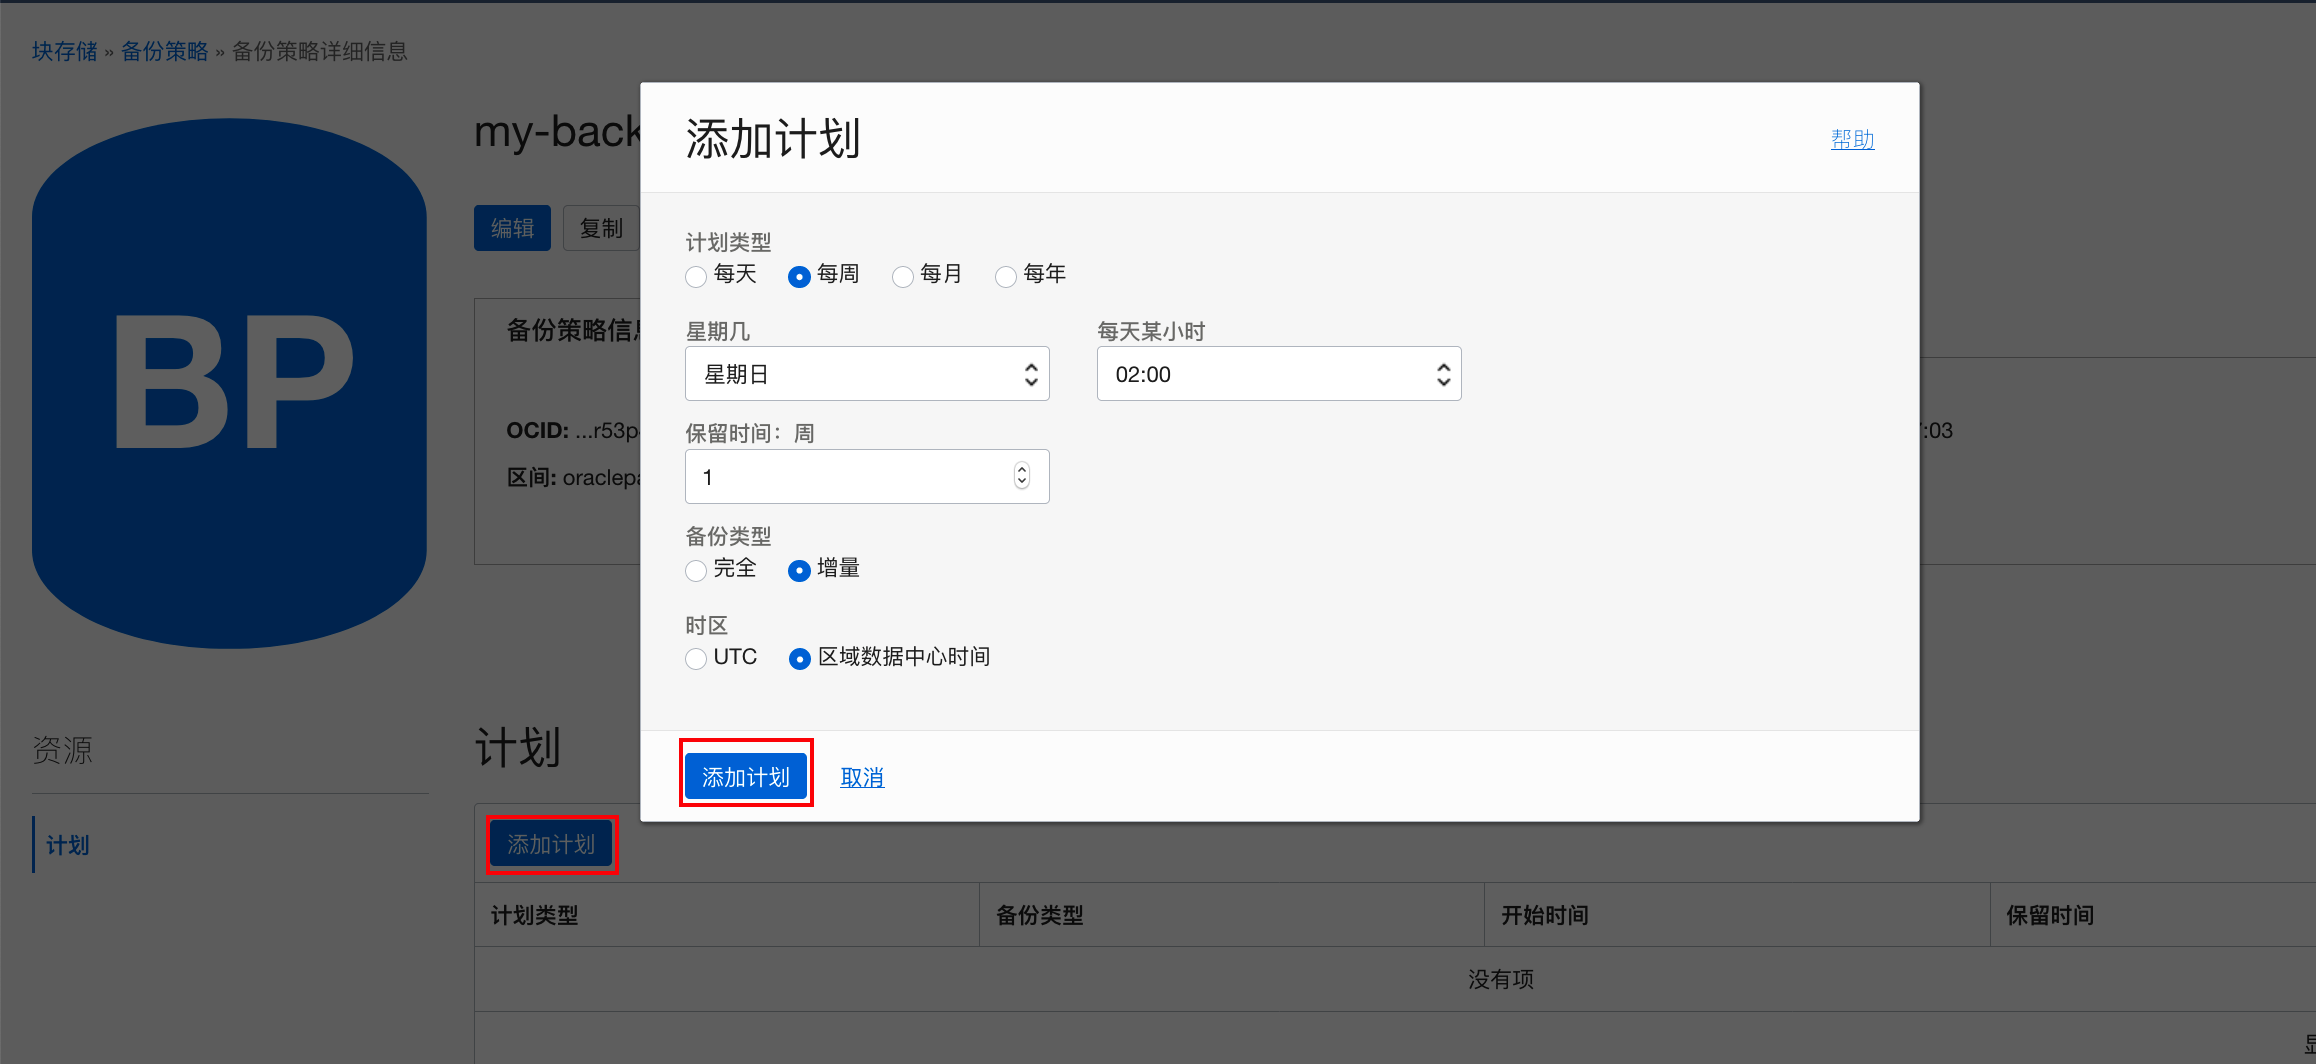 块存储 » 备份策略 » 备份策略详细信息
BP
my-back
编辑 复制
备份策略信
OCID: ...r53p
区间: oraclepa
:03
添加计划
帮助
计划类型
每天 每周 每月 每年
星期几 每天某小时
星期日 02:00
保留时间：周
1
备份类型
完全 增量
时区
UTC 区域数据中心时间
添加计划 取消
资源
计划
计划
添加计划
计划类型 备份类型 开始时间 保留时间
没有项